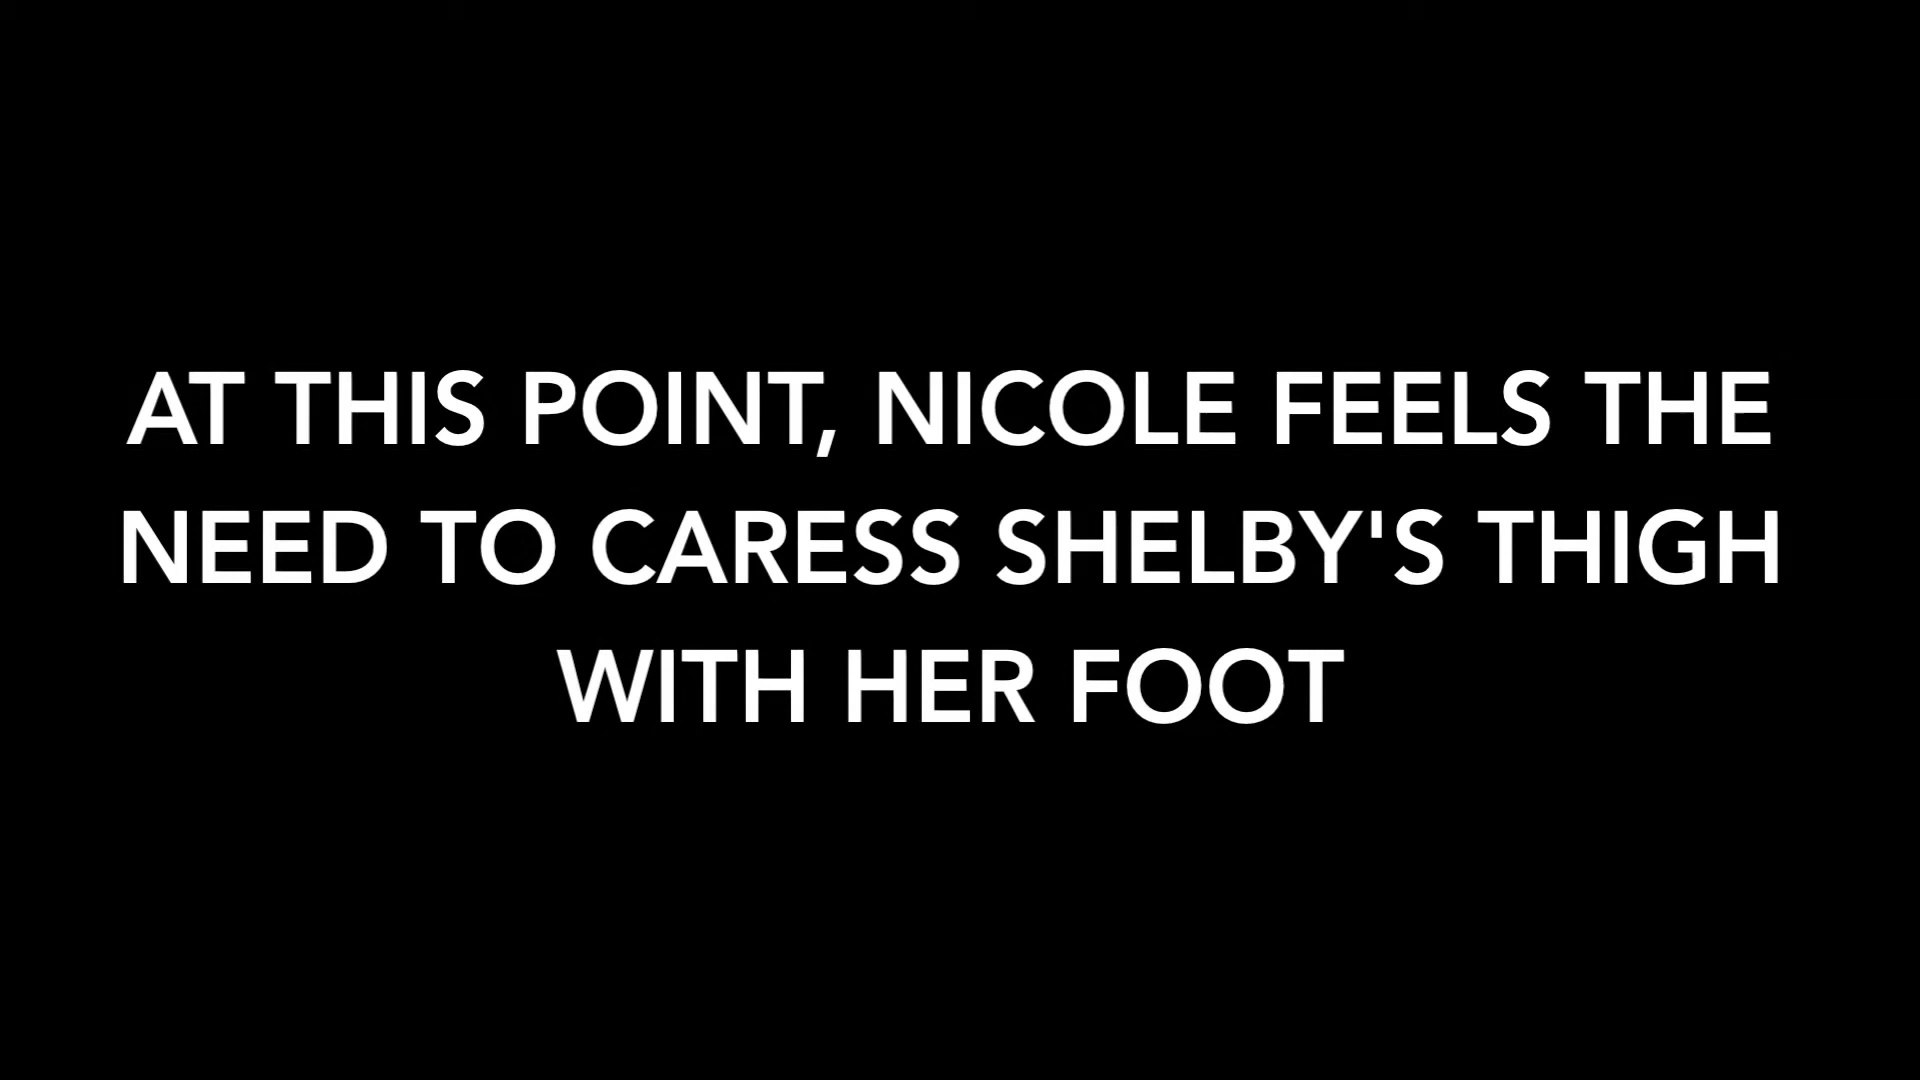 AT THIS POINT, NICOLE FEELS THE
NEED TO CARESS SHELBY'S THIGH
WITH HER FOOT